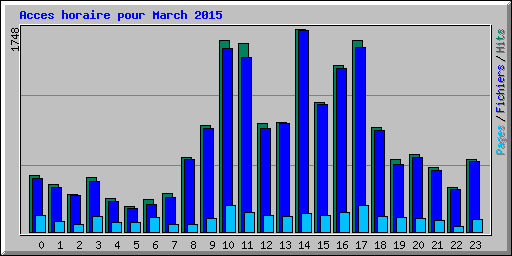 Acces horaire pour March 2015
1748
Pages / Fichiers / Hits
0 1 2 3 4 5 6 7 8 9 10 11 12 13 14 15 16 17 18 19 20 21 22 23